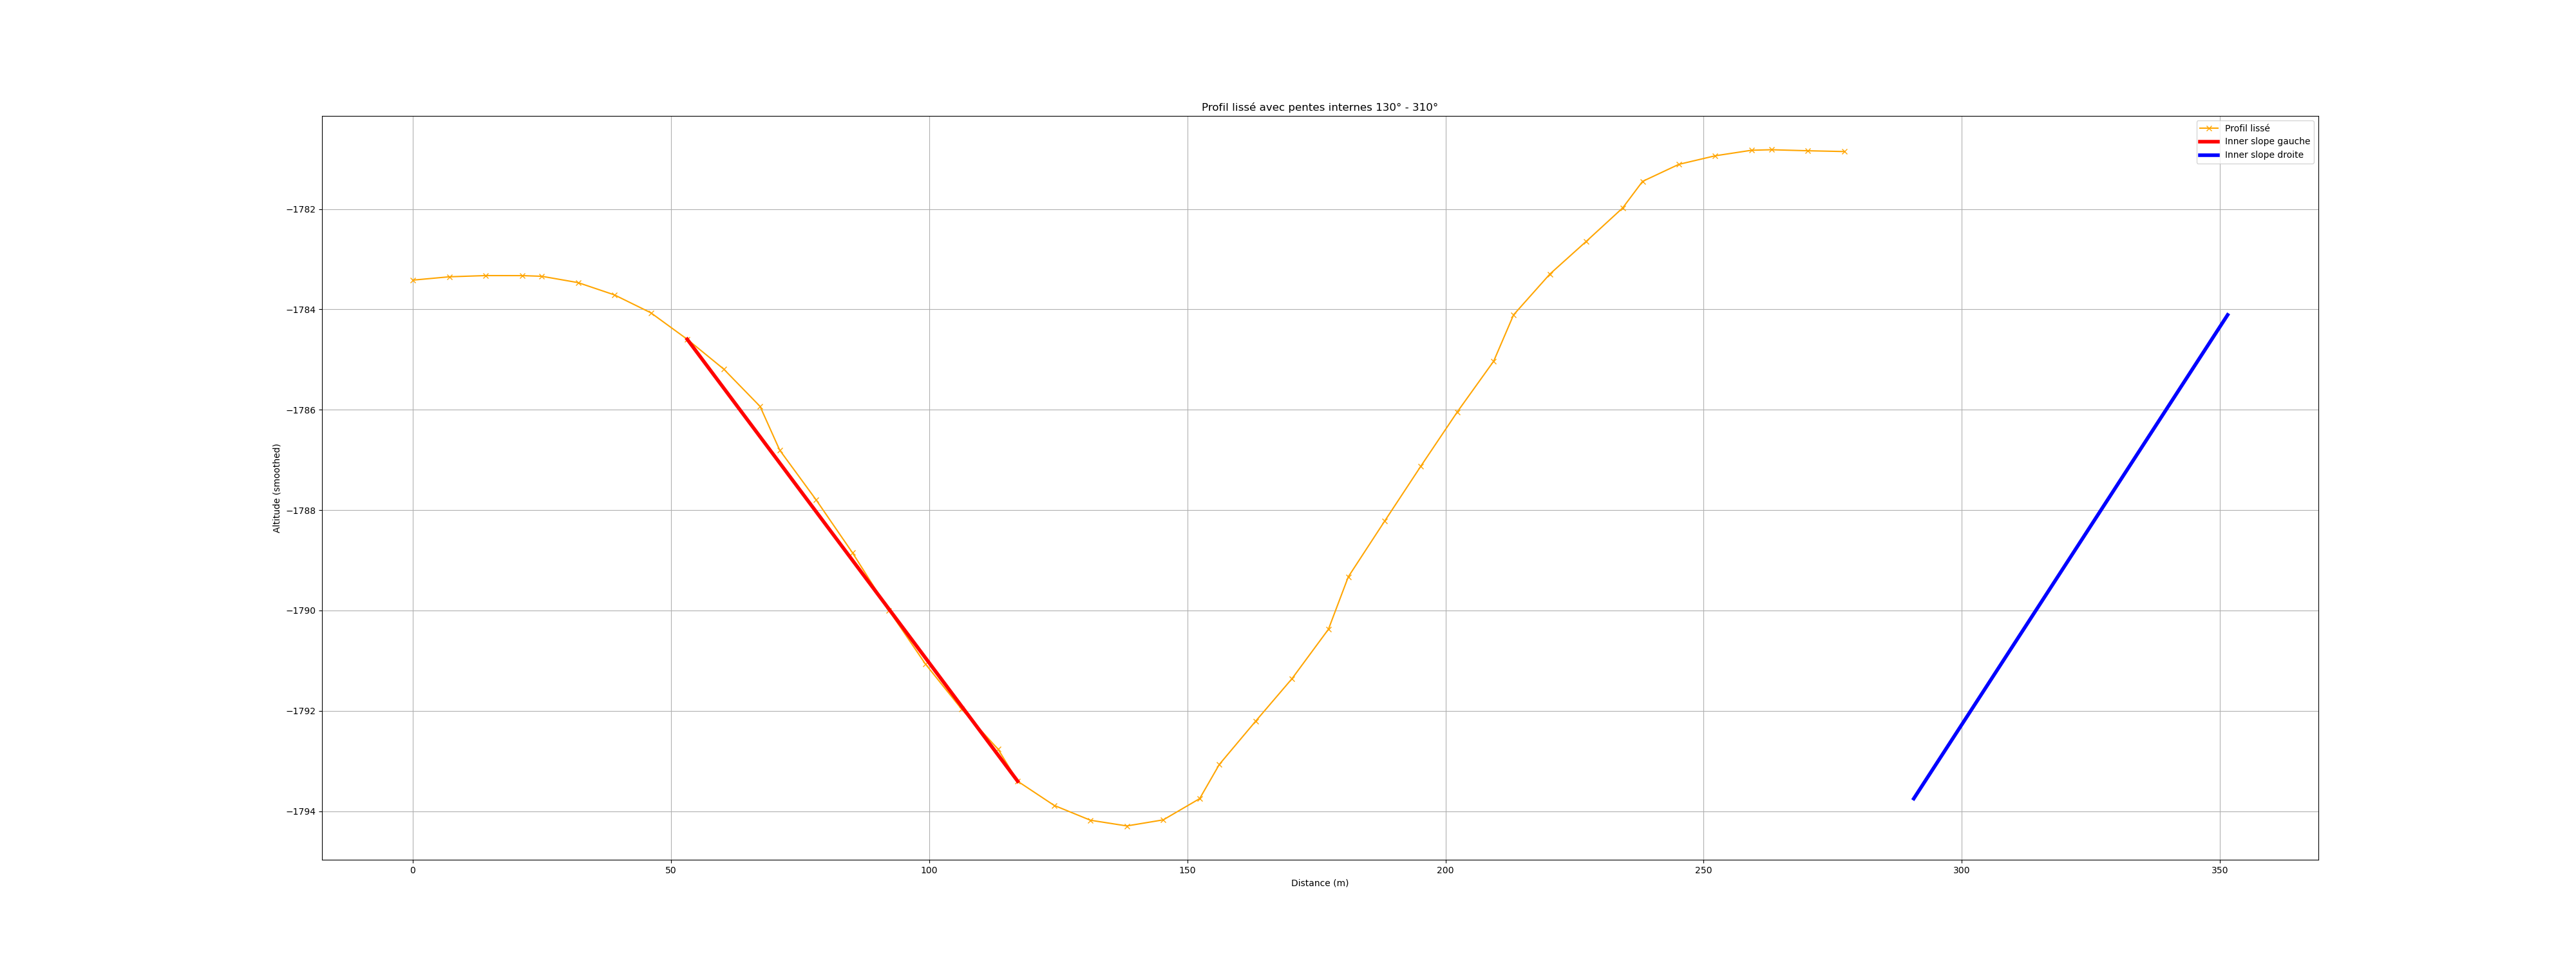 Profil lissé avec pentes internes 130° - 310°
Profil lissé
Inner slope gauche
Inner slope droite
−1782
−1784
−1786
−1788
−1790
−1792
−1794
Altitude (smoothed)
0 50 100 150 200 250 300 350
Distance (m)